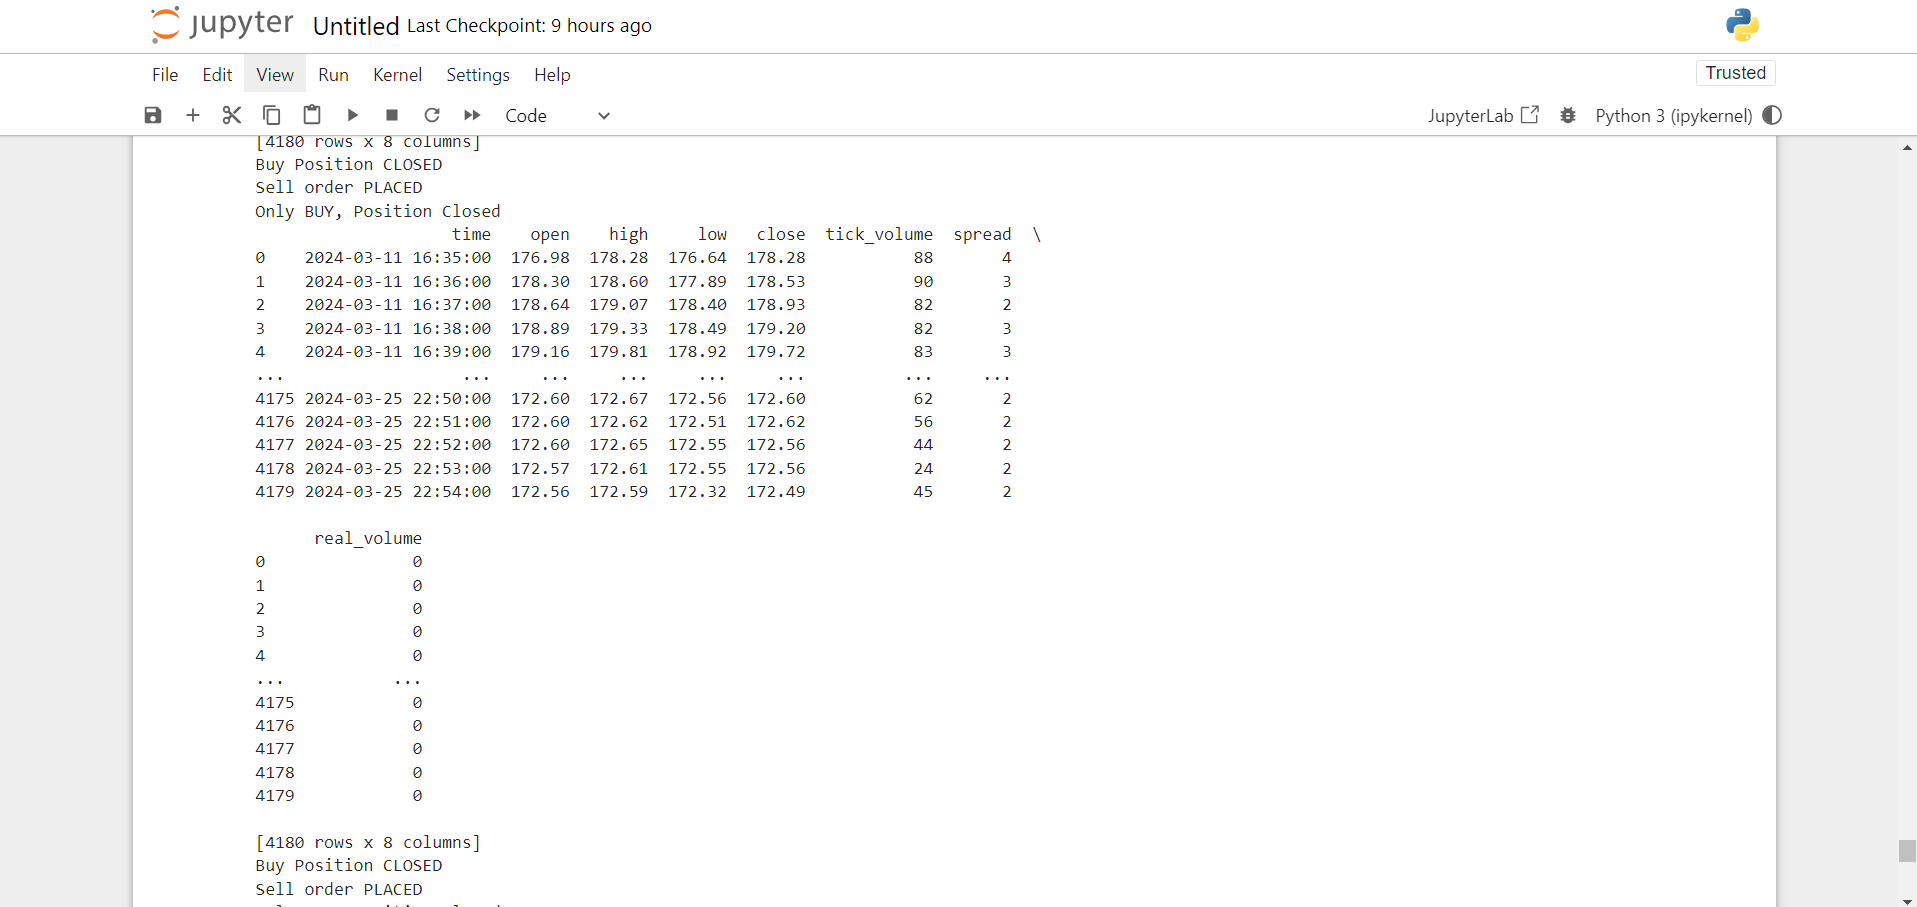 jupyter Untitled Last Checkpoint: 9 hours ago
File Edit View Run Kernel Settings Help
Trusted
Code
JupyterLab Python 3 (ipykernel)
[4180 rows x 8 columns]
Buy Position CLOSED
Sell order PLACED
Only BUY, Position Closed
time open high low close tick_volume spread \
0 2024-03-11 16:35:00 176.98 178.28 176.64 178.28 88 4
1 2024-03-11 16:36:00 178.30 178.60 177.89 178.53 90 3
2 2024-03-11 16:37:00 178.64 179.07 178.40 178.93 82 2
3 2024-03-11 16:38:00 178.89 179.33 178.49 179.20 82 3
4 2024-03-11 16:39:00 179.16 179.81 178.92 179.72 83 3
... ... ... ... ... ... ... ...
4175 2024-03-25 22:50:00 172.60 172.67 172.56 172.60 62 2
4176 2024-03-25 22:51:00 172.60 172.62 172.51 172.62 56 2
4177 2024-03-25 22:52:00 172.60 172.65 172.55 172.56 44 2
4178 2024-03-25 22:53:00 172.57 172.61 172.55 172.56 24 2
4179 2024-03-25 22:54:00 172.56 172.59 172.32 172.49 45 2
real_volume
0 0
1 0
2 0
3 0
4 0
... ...
4175 0
4176 0
4177 0
4178 0
4179 0
[4180 rows x 8 columns]
Buy Position CLOSED
Sell order PLACED